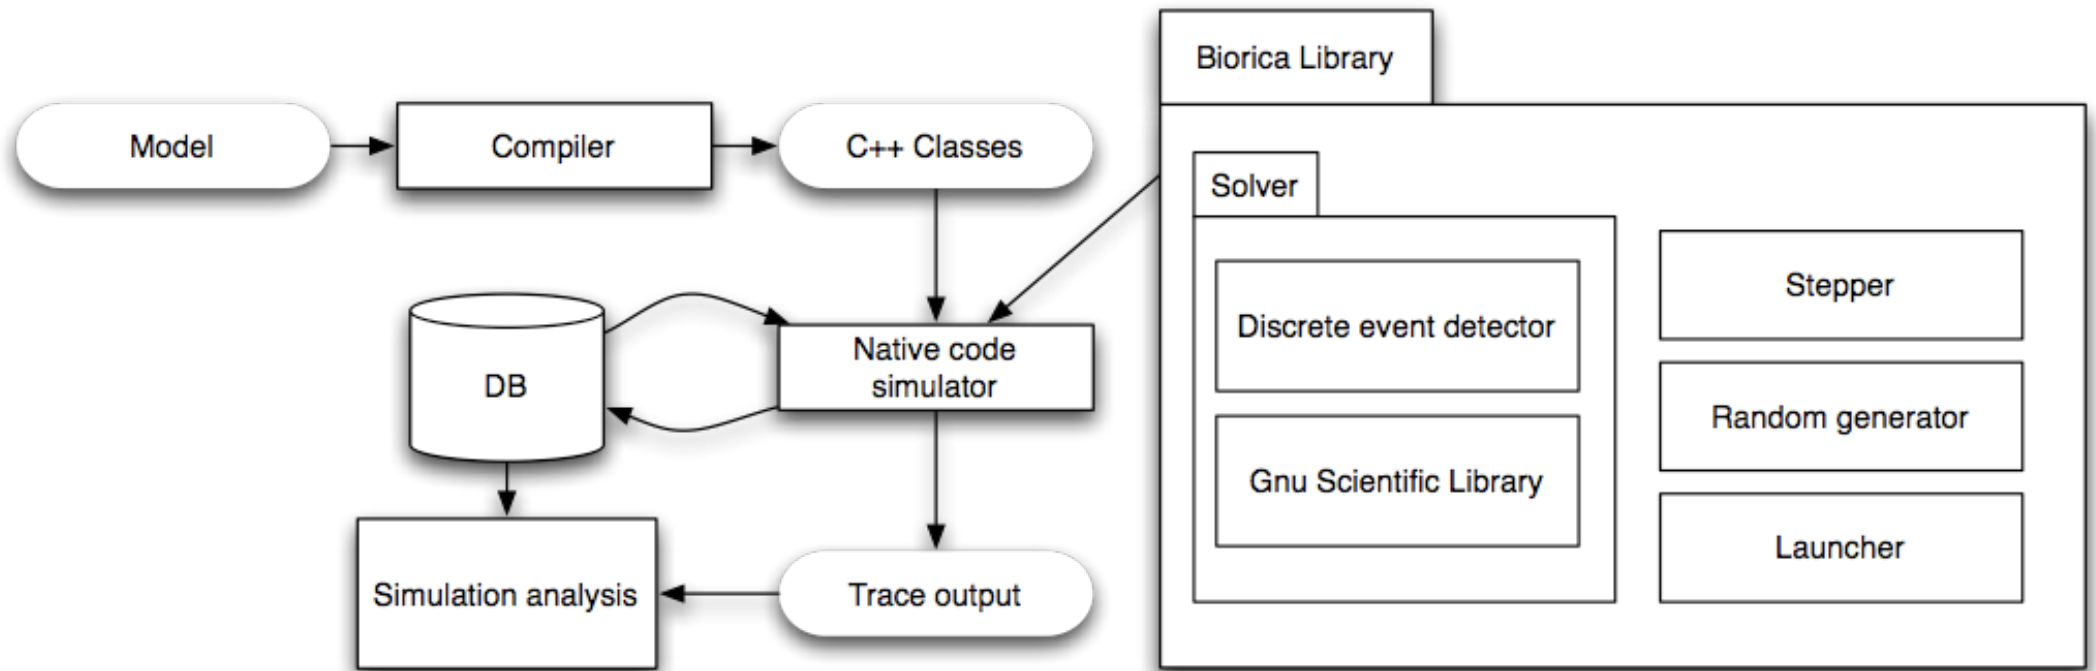 Biorica Library
Model
Compiler
C++ Classes
Solver
Discrete event detector
Gnu Scientific Library
Stepper
Random generator
Launcher
DB
Native code
simulator
Simulation analysis
Trace output